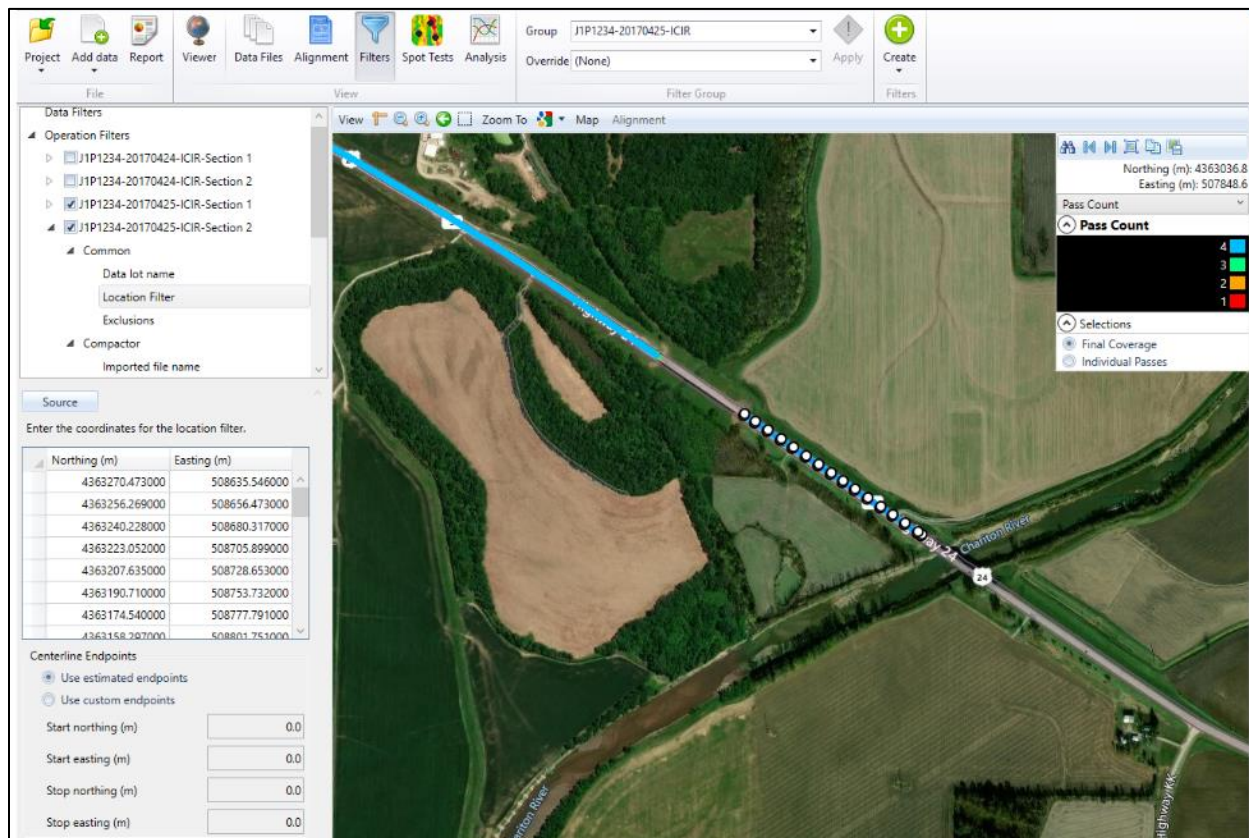 Project Add data Report Viewer Data Files Alignment Filters Spot Tests Analysis
Group J1P1234-20170425-ICIR
Override (None)
Apply Create
File View Filter Group Filters
Data Filters
Operation Filters
J1P1234-20170424-ICIR-Section 1
J1P1234-20170424-ICIR-Section 2
J1P1234-20170425-ICIR-Section 1
J1P1234-20170425-ICIR-Section 2
Common
Data lot name
Location Filter
Exclusions
Compactor
Imported file name
Source
Enter the coordinates for the location filter.
Northing (m) Easting (m)
4363270.473000 508635.546000
4363256.269000 508656.473000
4363240.228000 508680.317000
4363223.052000 508705.899000
4363207.635000 508728.653000
4363190.710000 508753.732000
4363174.540000 508777.791000
4363158.297000 508801.751000
Centerline Endpoints
Use estimated endpoints
Use custom endpoints
Start northing (m) 0.0
Start easting (m) 0.0
Stop northing (m) 0.0
Stop easting (m) 0.0
View Zoom To Map Alignment
Northing (m): 4363036.8
Easting (m): 507848.6
Pass Count
Pass Count
4
3
2
1
Selections
Final Coverage
Individual Passes
Highway
24
Chariton River
24
Chariton River
Highway KK